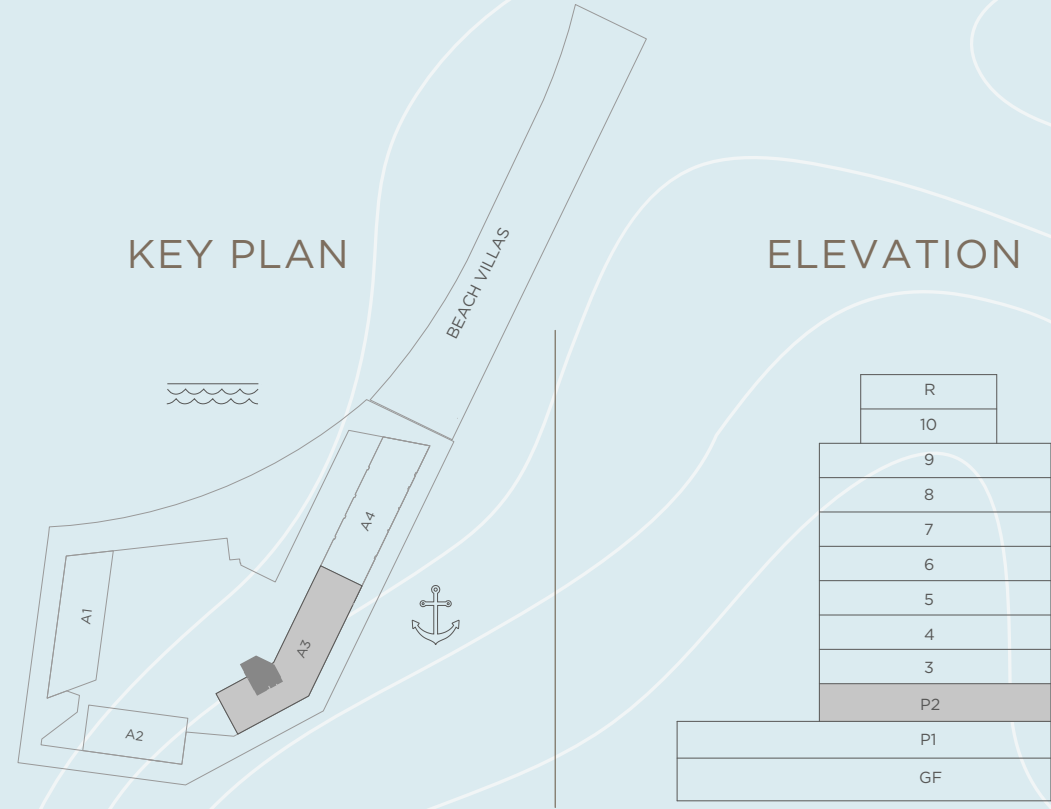 KEY PLAN
BEACH VILLAS
A4
A1
A3
A2
ELEVATION
R
10
9
8
7
6
5
4
3
P2
P1
GF